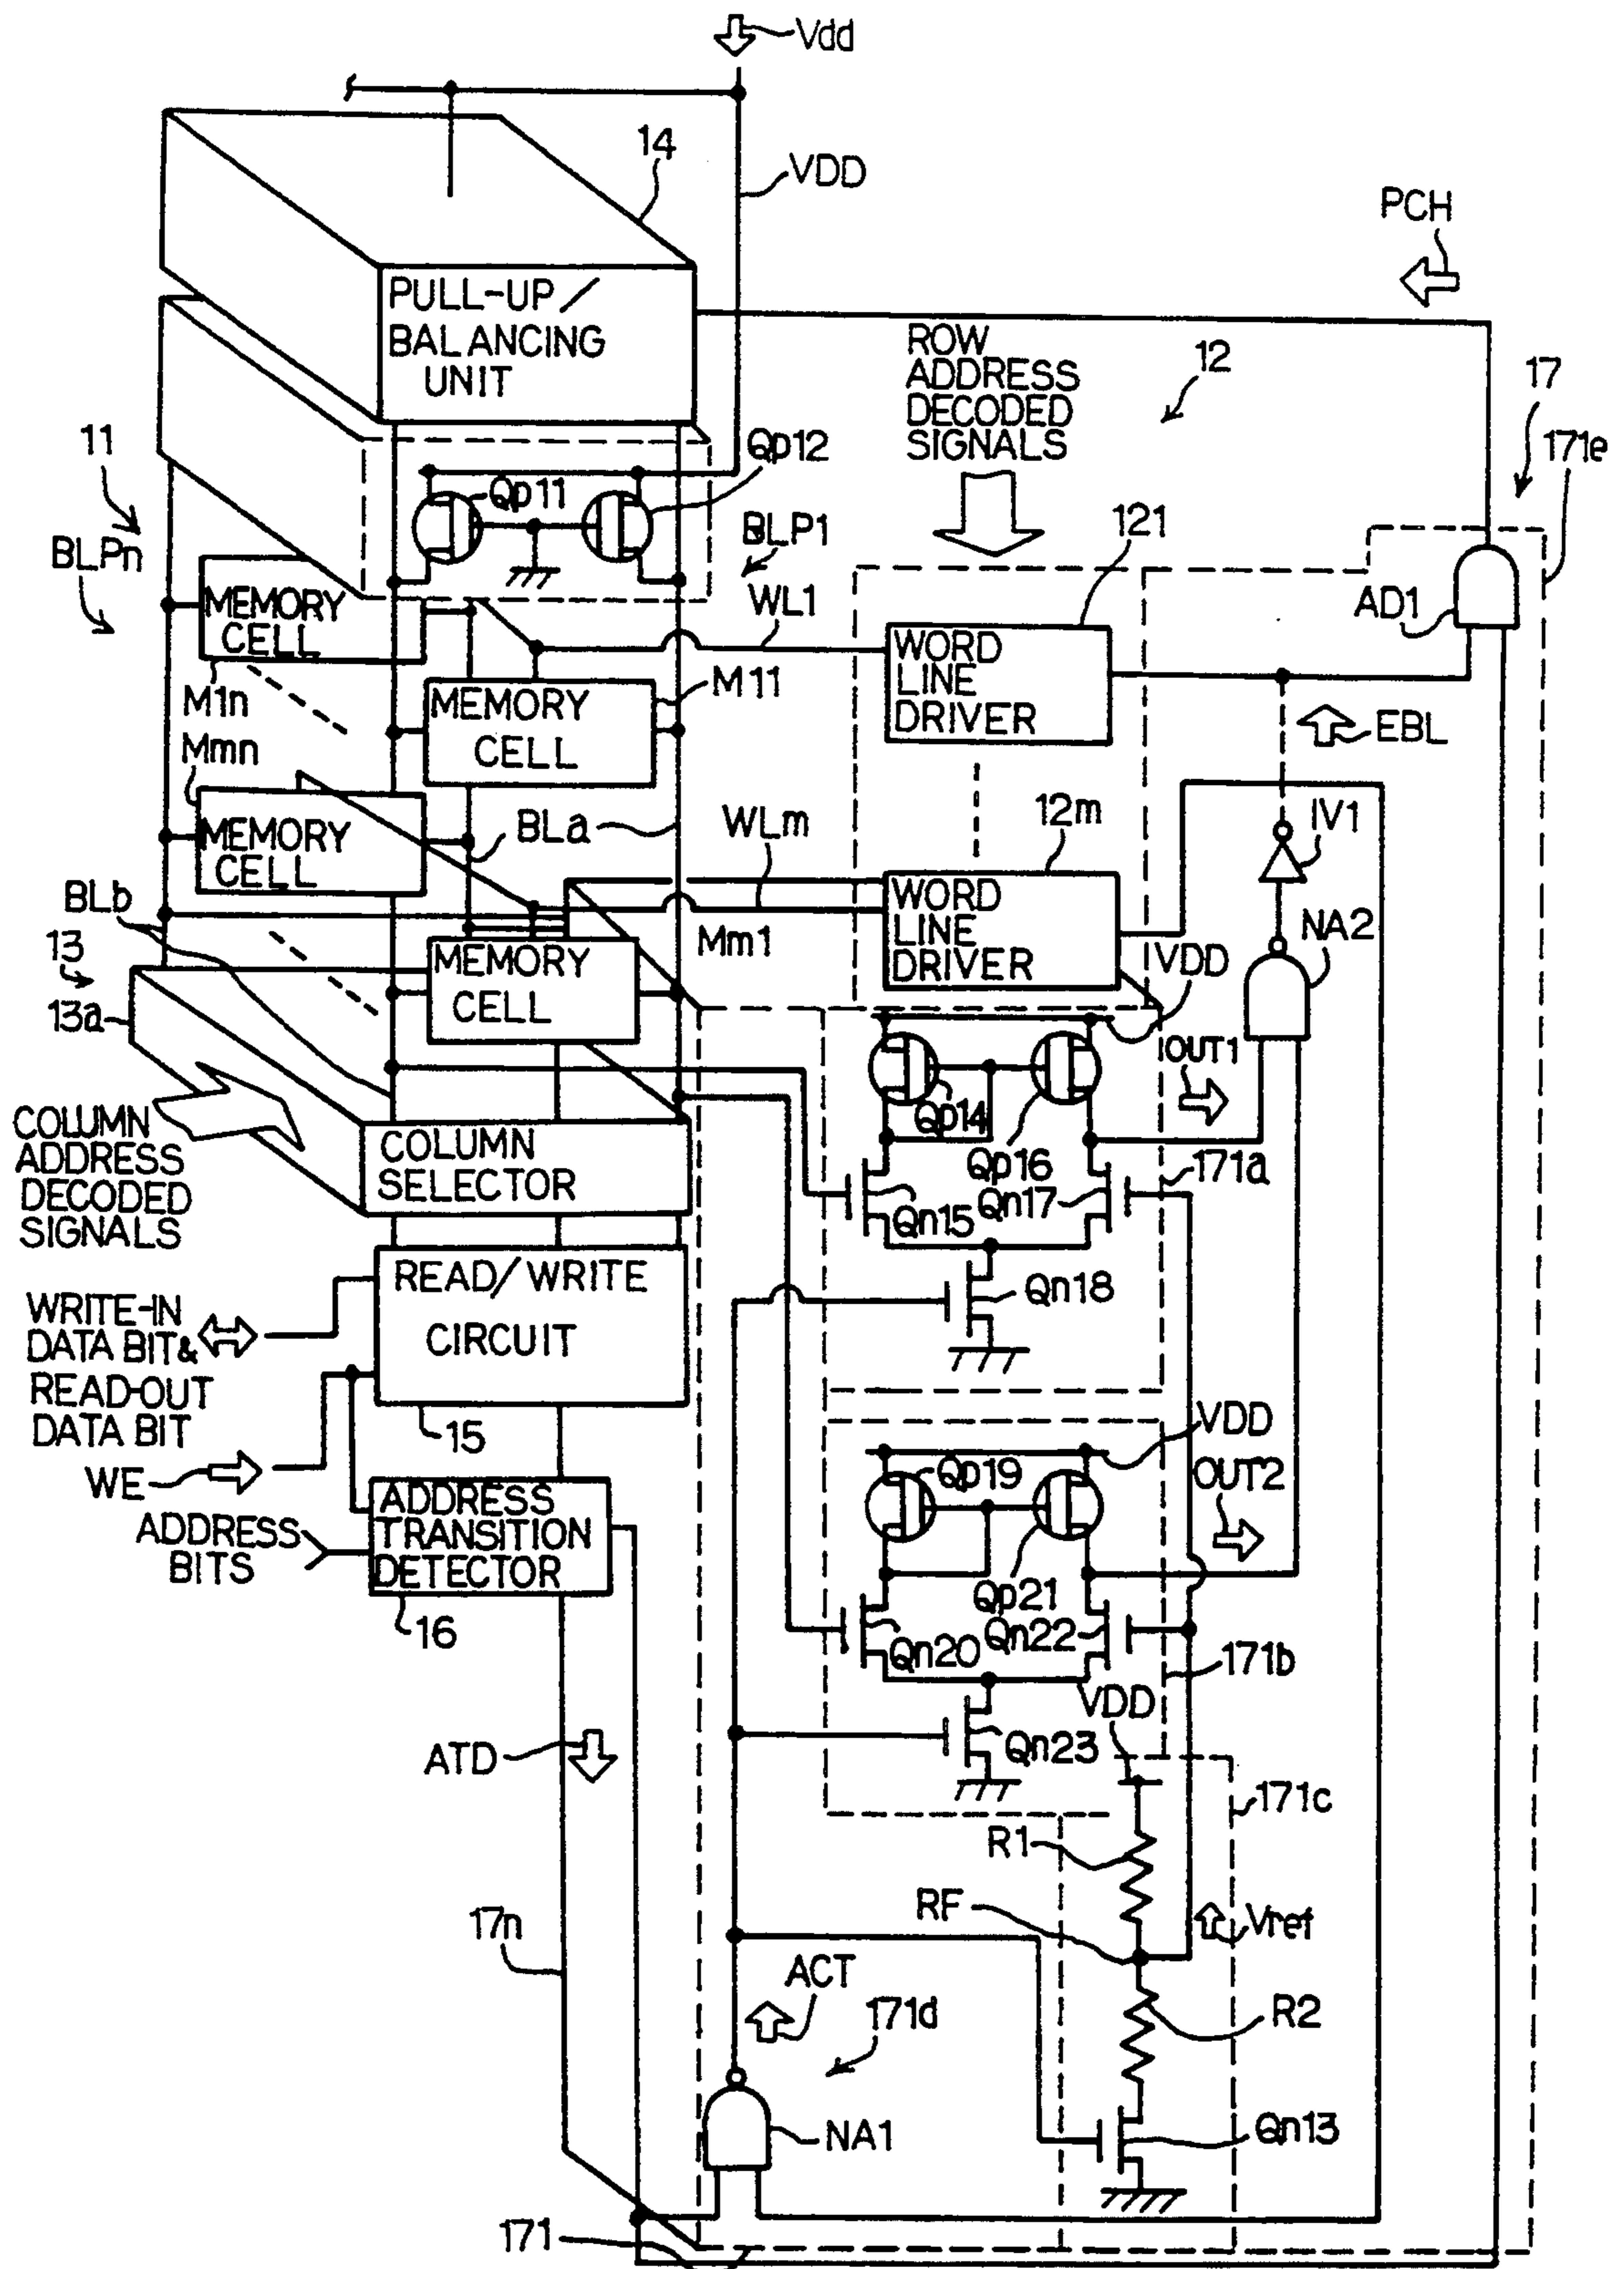 Vdd
14
VDD
PCH
PULL-UP/
BALANCING
UNIT
ROW
ADDRESS
DECODED
SIGNALS
12
17
171e
11
Qp11
Qp12
BLPn
BLP1
121
MEMORY
CELL
WL1
WORD
LINE
DRIVER
AD1
M1n
M11
MEMORY
CELL
EBL
Mmn
MEMORY
CELL
BLa
WLm
12m
IV1
WORD
LINE
DRIVER
NA2
BLb
13
13a
MEMORY
CELL
Mm1
VDD
OUT1
Qp14
Qp16
171a
COLUMN
ADDRESS
DECODED
SIGNALS
COLUMN
SELECTOR
Qn15
Qn17
Qn18
READ/WRITE
CIRCUIT
WRITE-IN
DATA BIT&
READ-OUT
DATA BIT
15
WE
VDD
Qp19
OUT2
ADDRESS
TRANSITION
DETECTOR
ADDRESS
BITS
16
Qp21
Qn20
Qn22
171b
VDD
Qn23
ATD
171c
R1
RF
Vref
17n
ACT
171d
R2
NA1
Qn13
171